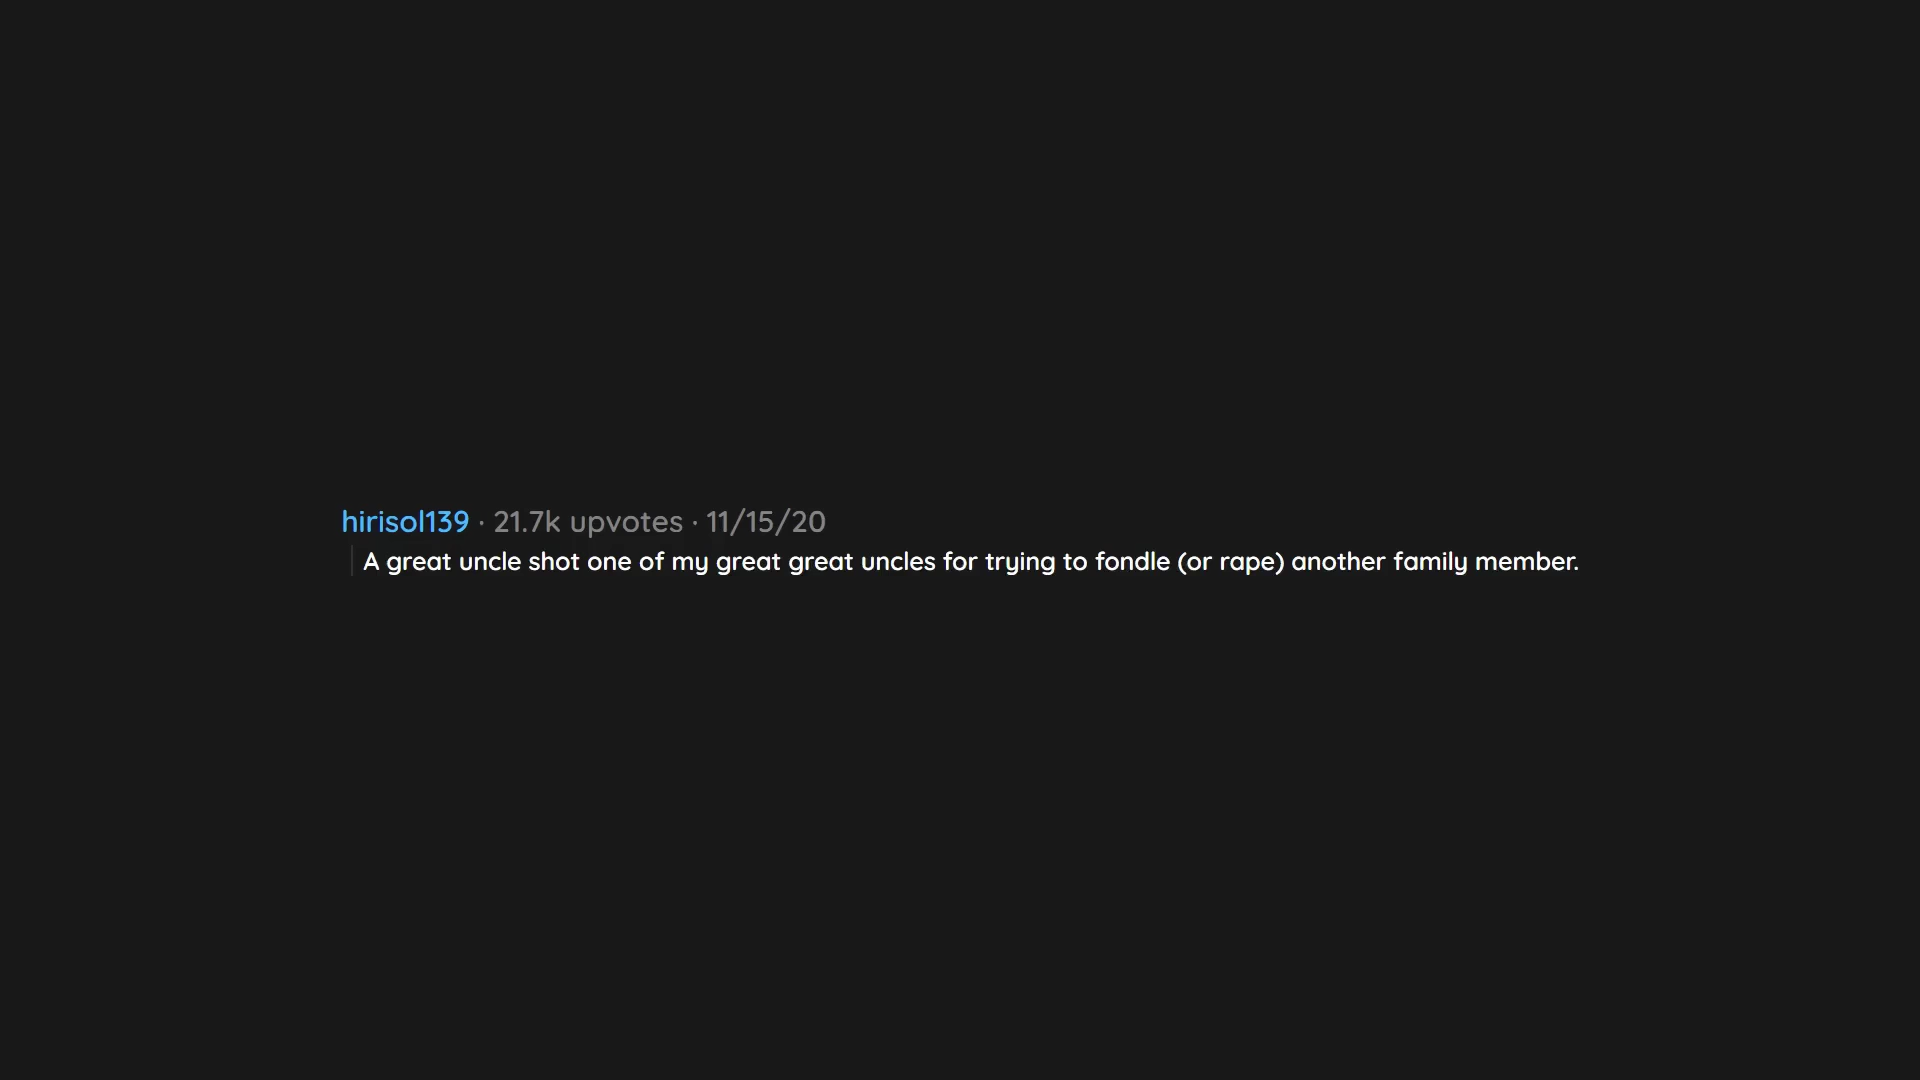 hirisol139 · 21.7k upvotes · 11/15/20
A great uncle shot one of my great great uncles for trying to fondle (or rape) another family member.